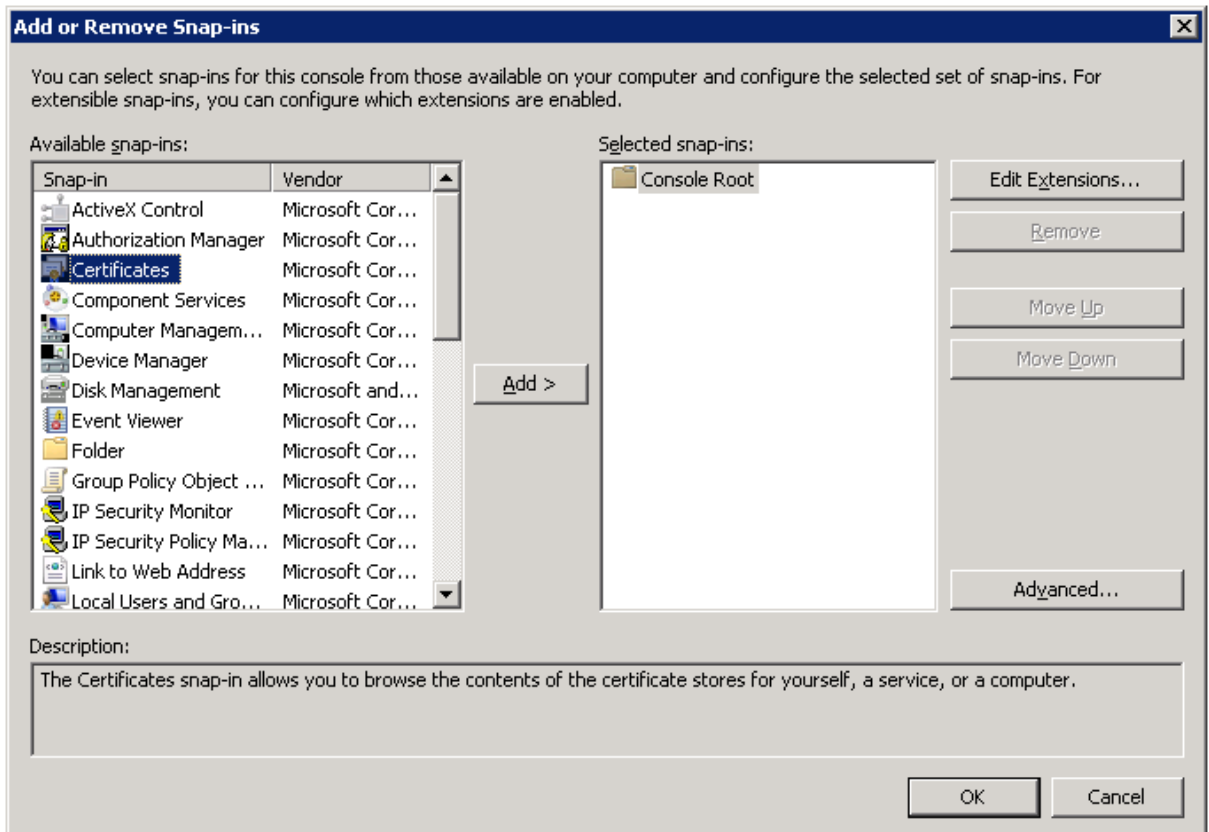 Add or Remove Snap-ins
You can select snap-ins for this console from those available on your computer and configure the selected set of snap-ins. For
extensible snap-ins, you can configure which extensions are enabled.
Available snap-ins:
Snap-in Vendor
ActiveX Control Microsoft Cor...
Authorization Manager Microsoft Cor...
Certificates Microsoft Cor...
Component Services Microsoft Cor...
Computer Managem... Microsoft Cor...
Device Manager Microsoft Cor...
Disk Management Microsoft and...
Event Viewer Microsoft Cor...
Folder Microsoft Cor...
Group Policy Object ... Microsoft Cor...
IP Security Monitor Microsoft Cor...
IP Security Policy Ma... Microsoft Cor...
Link to Web Address Microsoft Cor...
Local Users and Gro... Microsoft Cor...
Add >
Selected snap-ins:
Console Root
Edit Extensions...
Remove
Move Up
Move Down
Advanced...
Description:
The Certificates snap-in allows you to browse the contents of the certificate stores for yourself, a service, or a computer.
OK Cancel